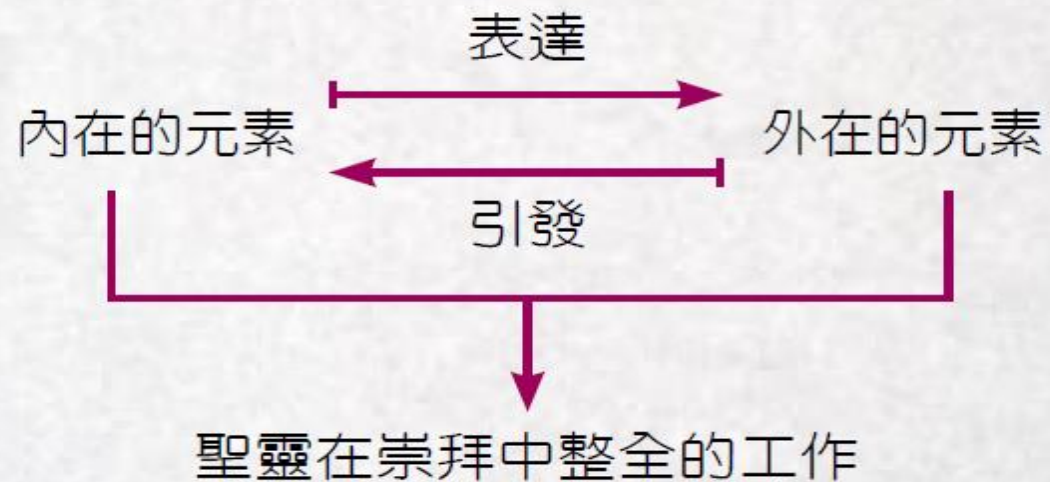 表達
內在的元素
外在的元素
引發
聖靈在崇拜中整全的工作